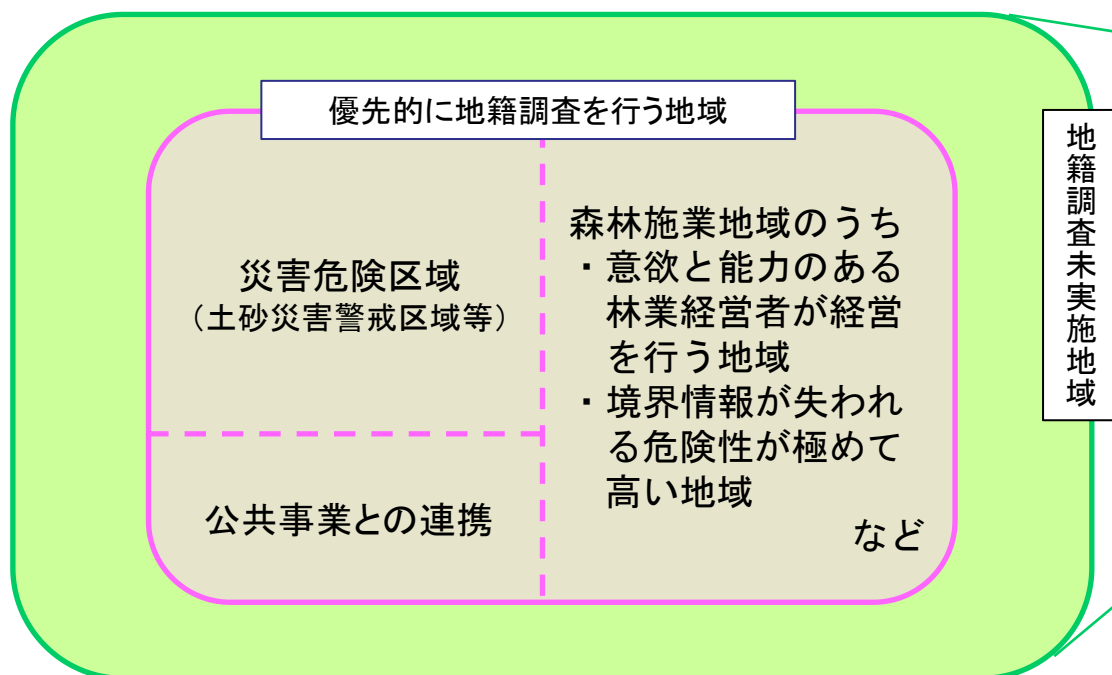 優先的に地籍調査を行う地域
災害危険区域
（土砂災害警戒区域等）
公共事業との連携
森林施業地域のうち
・意欲と能力のある
林業経営者が経営
を行う地域
・境界情報が失われ
る危険性が極めて
高い地域
など
地籍調査未実施地域